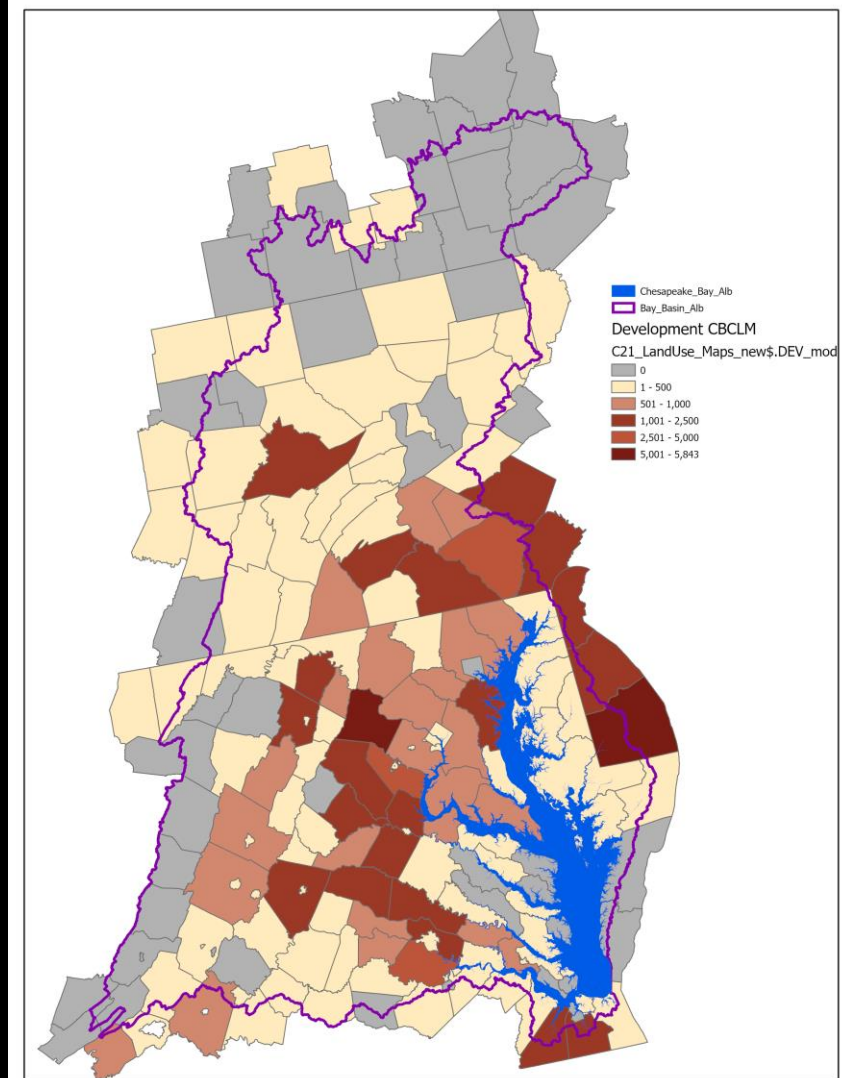 Chesapeake_Bay_Alb
Bay_Basin_Alb
Development CBCLM
C21_LandUse_Maps_new$.DEV_mod
0
1 - 500
501 - 1,000
1,001 - 2,500
2,501 - 5,000
5,001 - 5,843